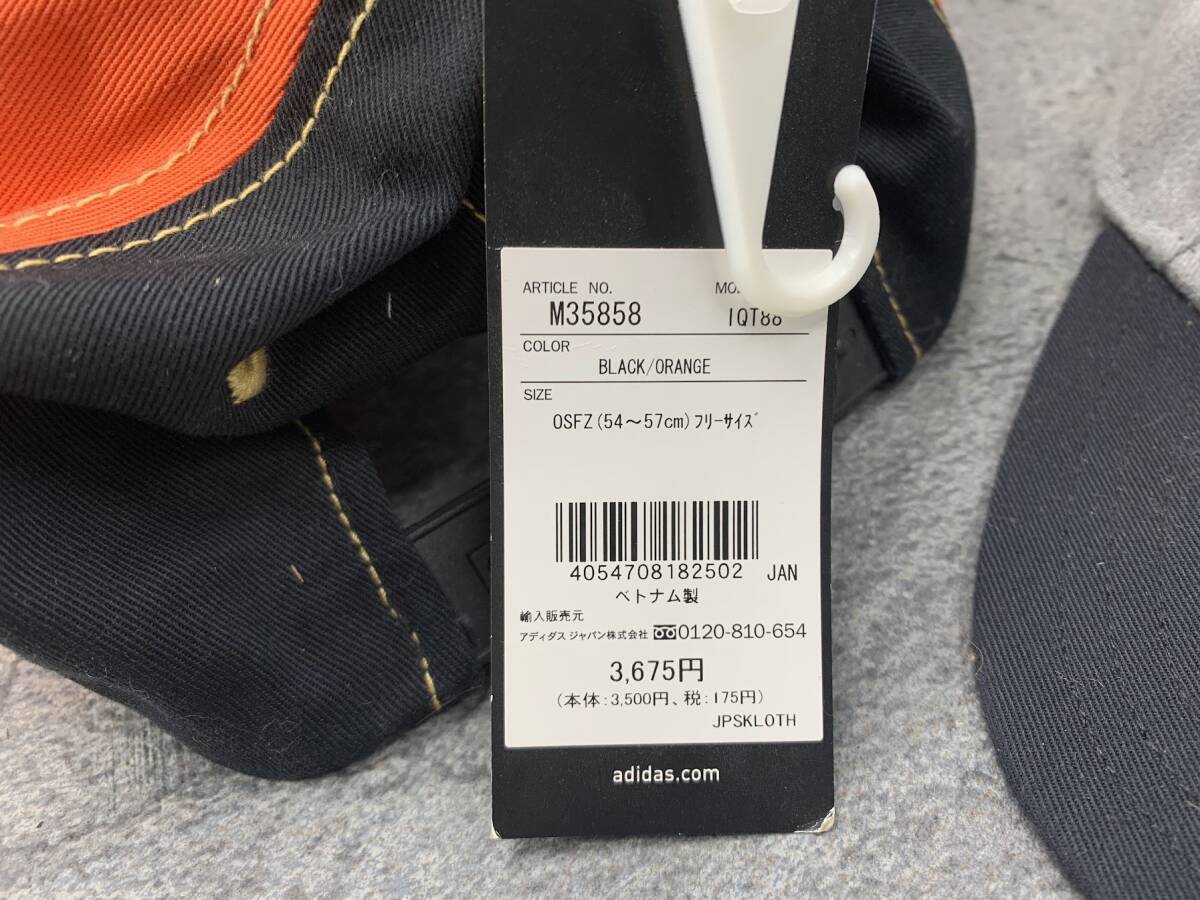 ARTICLE NO.
M35858
IQT88
COLOR
BLACK/ORANGE
SIZE
OSFZ(54～57cm)フリーサイズ
4054708182502 JAN
ベトナム製
輸入販売元
アディダス ジャパン株式会社 0120-810-654
3,675円
(本体:3,500円、税:175円)
JPSKLOTH
adidas.com